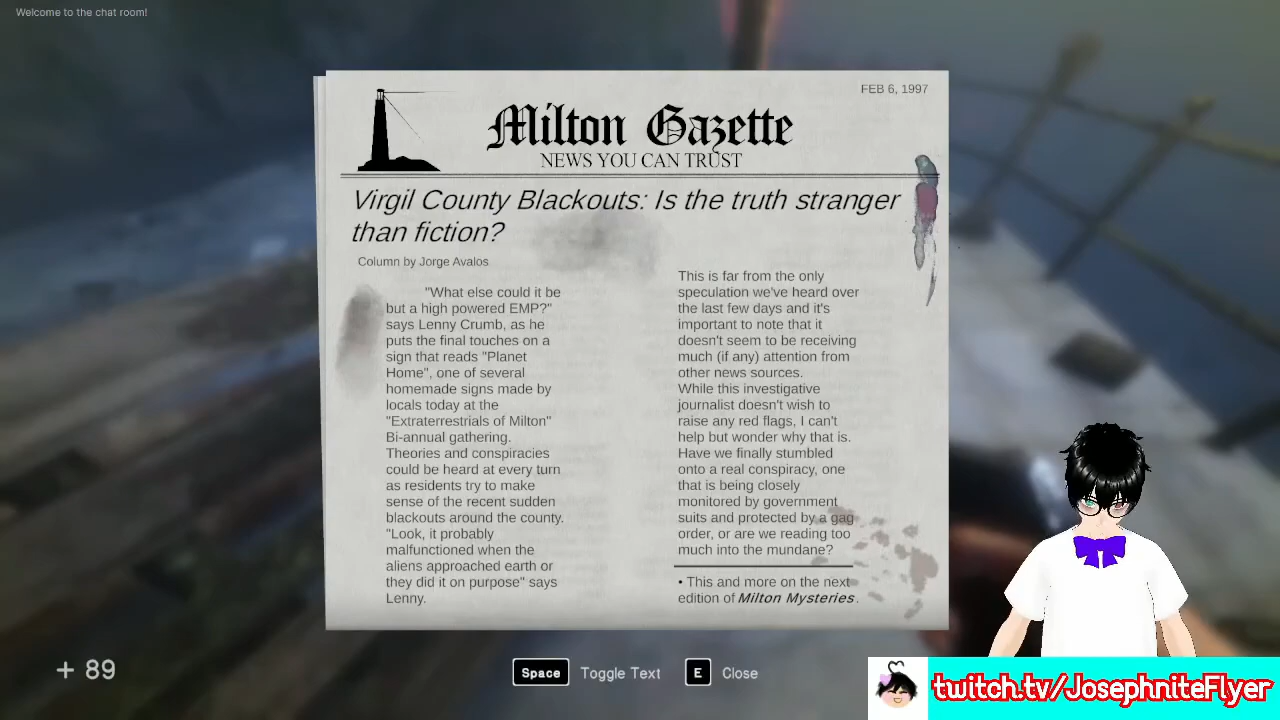 Welcome to the chat room!
FEB 6, 1997
Milton Gazette
NEWS YOU CAN TRUST
Virgil County Blackouts: Is the truth stranger
than fiction?
Column by Jorge Avalos
"What else could it be
but a high powered EMP?"
says Lenny Crumb, as he
puts the final touches on a
sign that reads "Planet
Home", one of several
homemade signs made by
locals today at the
"Extraterrestrials of Milton"
Bi-annual gathering.
Theories and conspiracies
could be heard at every turn
as residents try to make
sense of the recent sudden
blackouts around the county.
"Look, it probably
malfunctioned when the
aliens approached earth or
they did it on purpose" says
Lenny.
This is far from the only
speculation we've heard over
the last few days and it's
important to note that it
doesn't seem to be receiving
much (if any) attention from
other news sources.
While this investigative
journalist doesn't wish to
raise any red flags, I can't
help but wonder why that is.
Have we finally stumbled
onto a real conspiracy, one
that is being closely
monitored by government
suits and protected by a gag
order, or are we reading too
much into the mundane?
• This and more on the next
edition of Milton Mysteries.
+ 89
Space Toggle Text E Close
twitch.tv/JosephniteFlyer